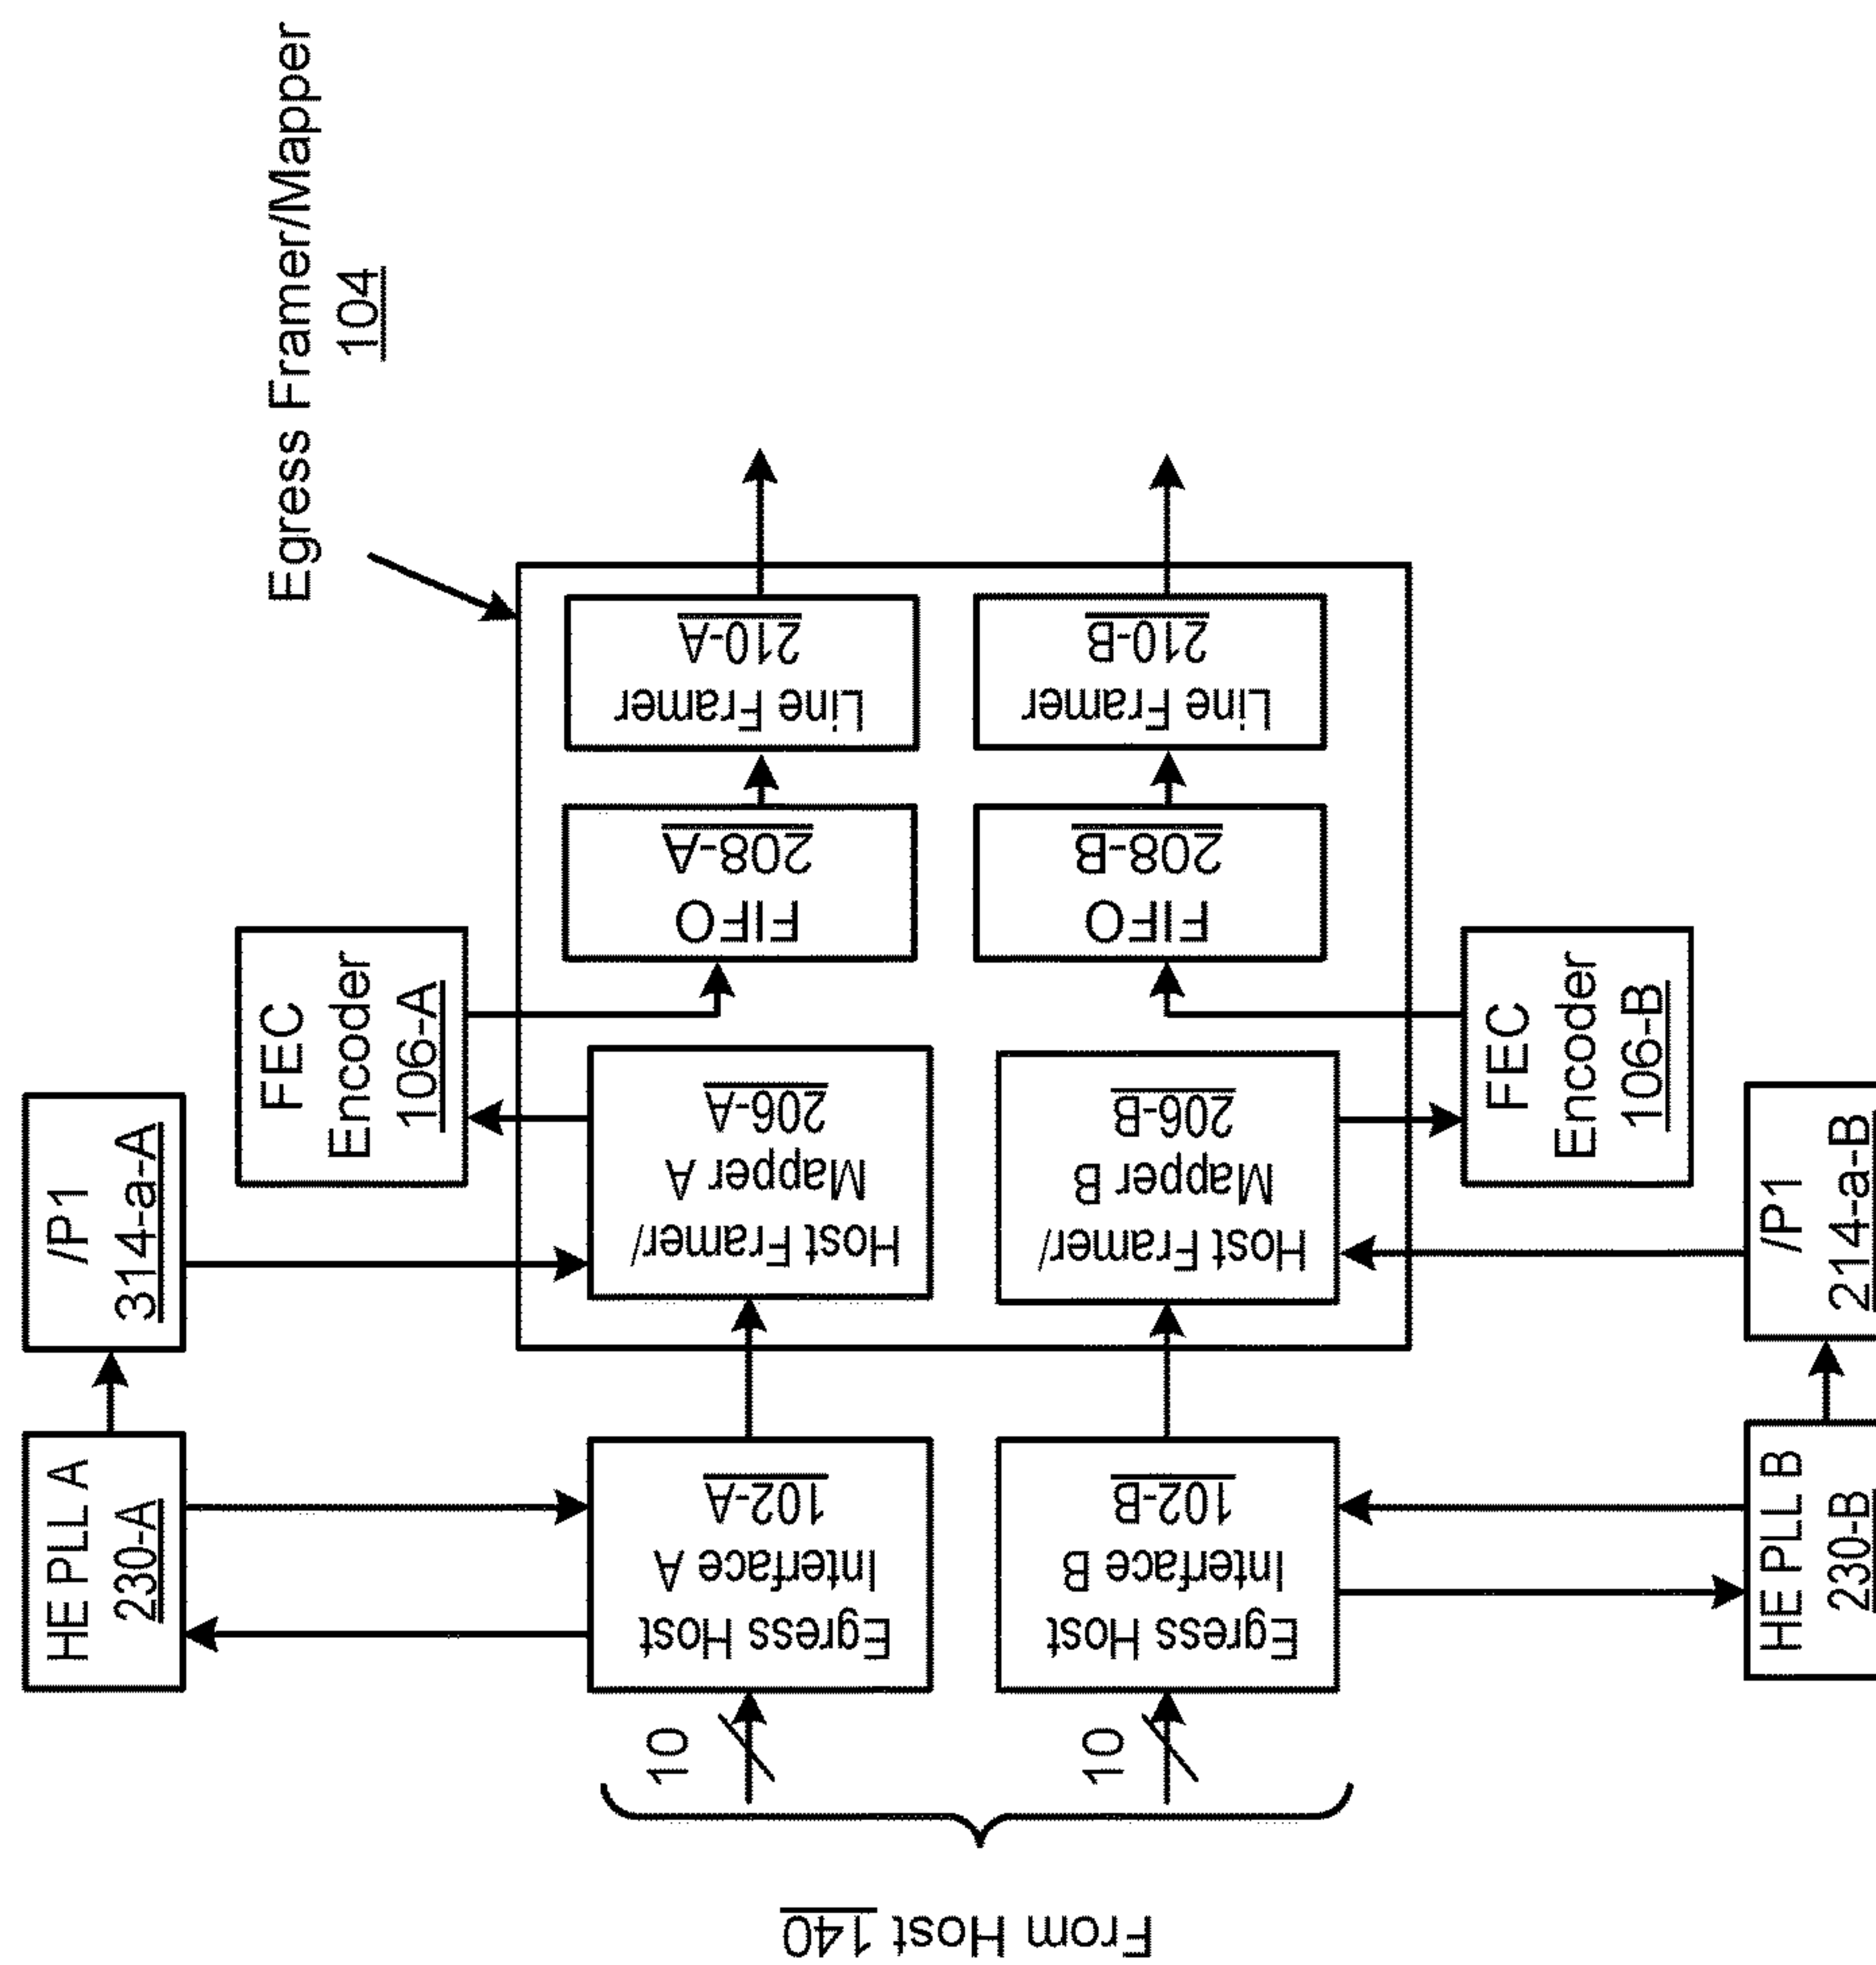 Egress Framer/Mapper
104
/P1
314-a-A
HE PLL A
230-A
FEC
Encoder
106-A
Line Framer
210-A
FIFO
208-A
Host Framer/
Mapper A
206-A
Egress Host
Interface A
102-A
10
Line Framer
210-B
FIFO
208-B
Host Framer/
Mapper B
206-B
Egress Host
Interface B
102-B
10
FEC
Encoder
106-B
/P1
214-a-B
HE PLL B
230-B
From Host 140